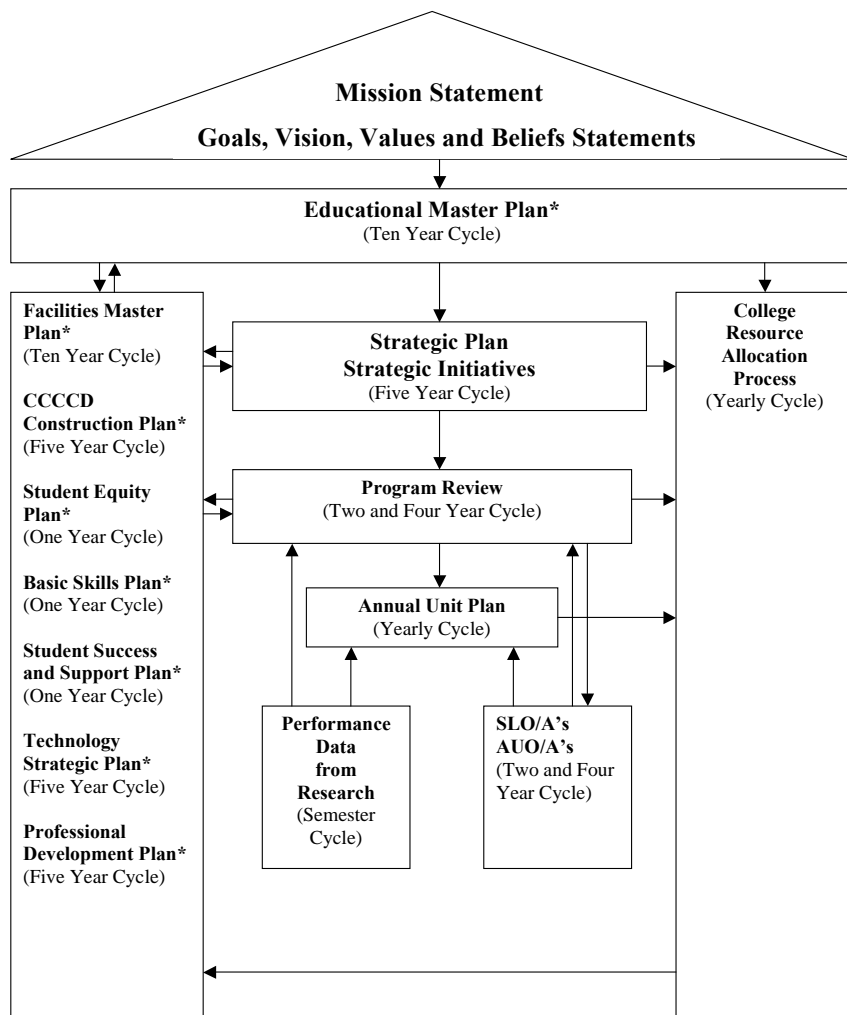 Mission Statement
Goals, Vision, Values and Beliefs Statements
Educational Master Plan*
(Ten Year Cycle)
Facilities Master
Plan*
(Ten Year Cycle)
CCCCD
Construction Plan*
(Five Year Cycle)
Student Equity
Plan*
(One Year Cycle)
Basic Skills Plan*
(One Year Cycle)
Student Success
and Support Plan*
(One Year Cycle)
Technology
Strategic Plan*
(Five Year Cycle)
Professional
Development Plan*
(Five Year Cycle)
Strategic Plan
Strategic Initiatives
(Five Year Cycle)
Program Review
(Two and Four Year Cycle)
Annual Unit Plan
(Yearly Cycle)
Performance
Data
from
Research
(Semester
Cycle)
SLO/A’s
AUO/A’s
(Two and Four
Year Cycle)
College
Resource
Allocation
Process
(Yearly Cycle)